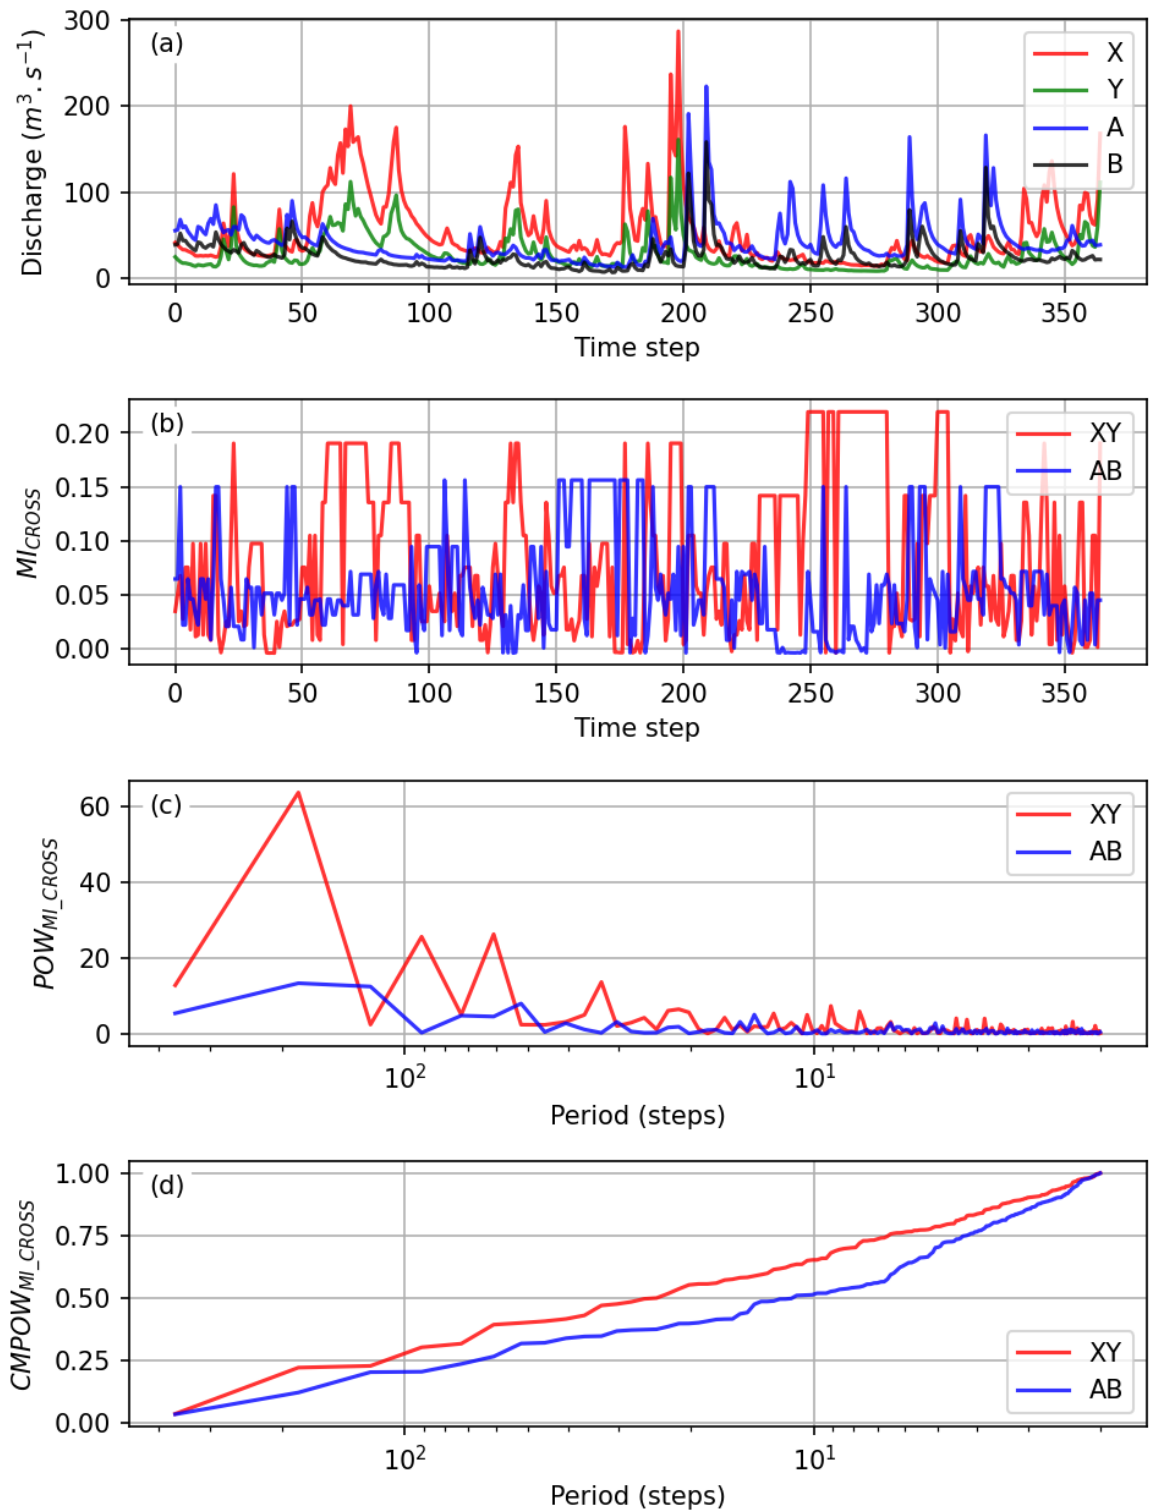 (a)
300
200
100
0
Discharge (m³. s⁻¹)
X
Y
A
B
0 50 100 150 200 250 300 350
Time step
(b)
0.20
0.15
0.10
0.05
0.00
MI_CROSS
XY
AB
0 50 100 150 200 250 300 350
Time step
(c)
60
40
20
0
POW_MI_CROSS
XY
AB
10² 10¹
Period (steps)
(d)
1.00
0.75
0.50
0.25
0.00
CMPOW_MI_CROSS
XY
AB
10² 10¹
Period (steps)